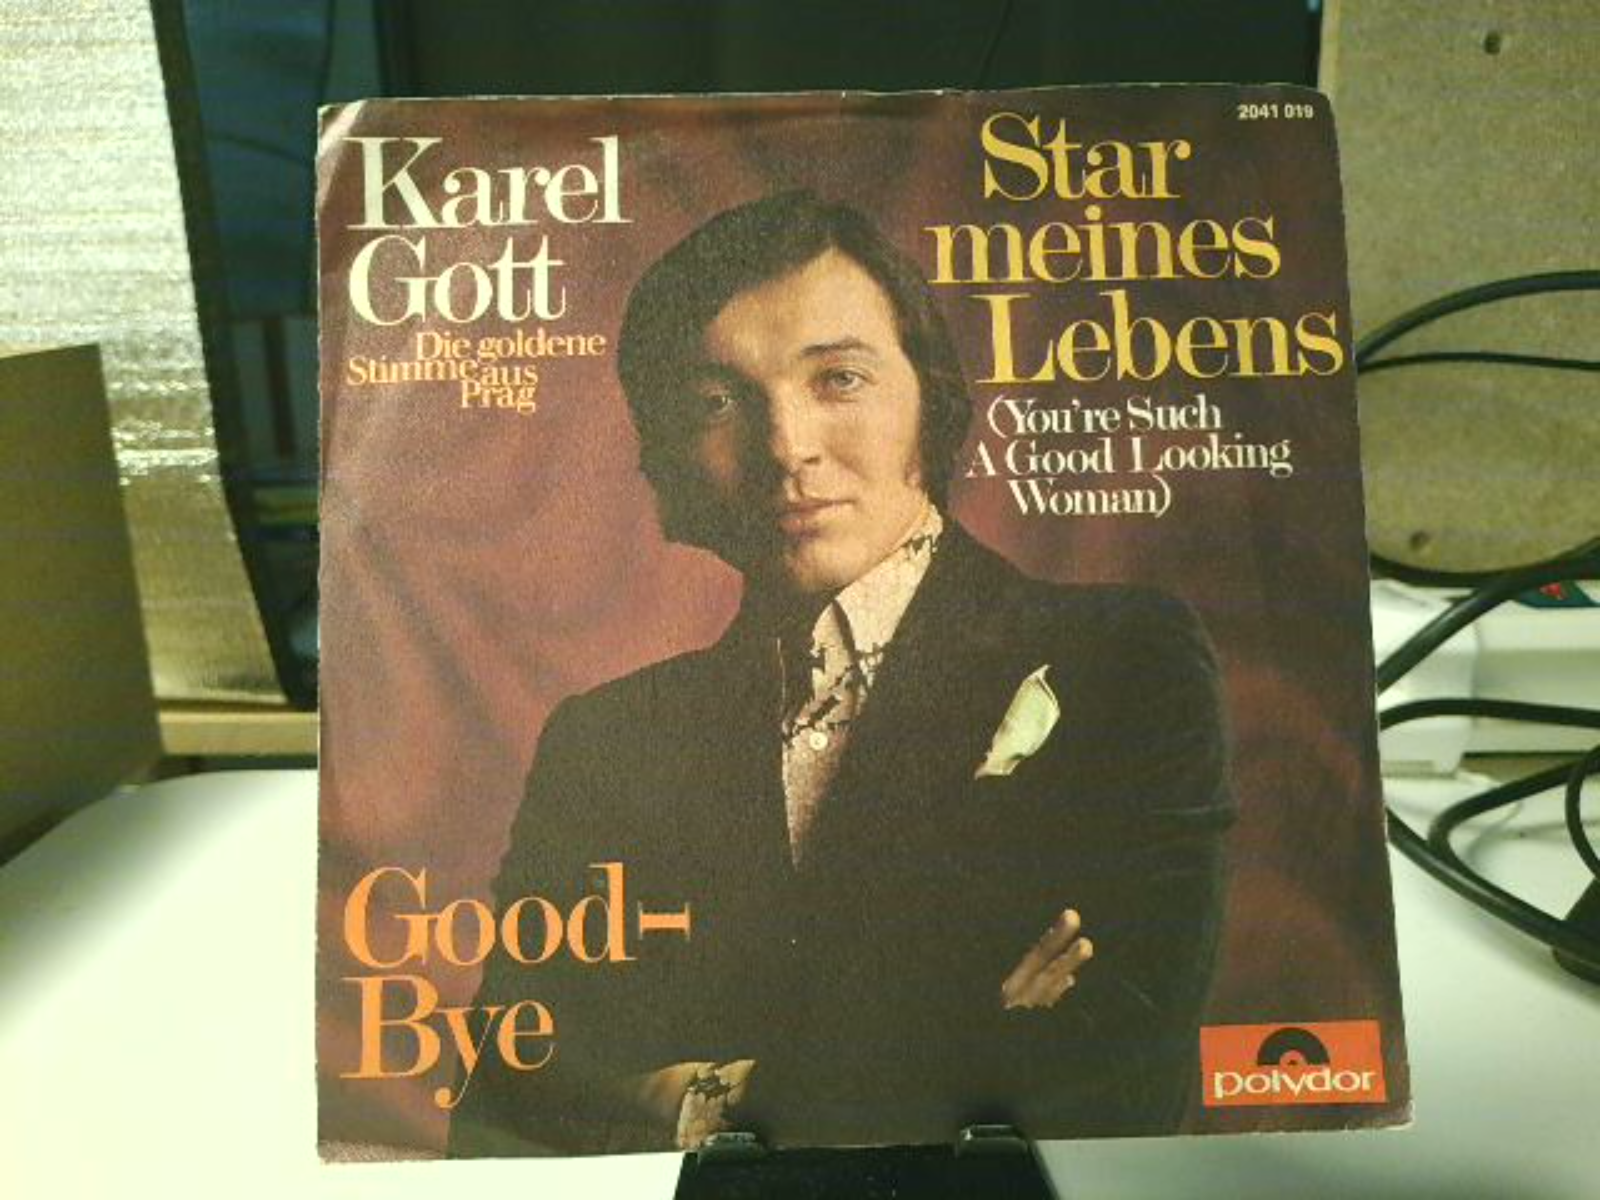 Karel
Gott
Die goldene
Stimme aus
Prag
2041 019
Star
meines
Lebens
(You're Such
A Good Looking
Woman)
Good-
Bye
polydor